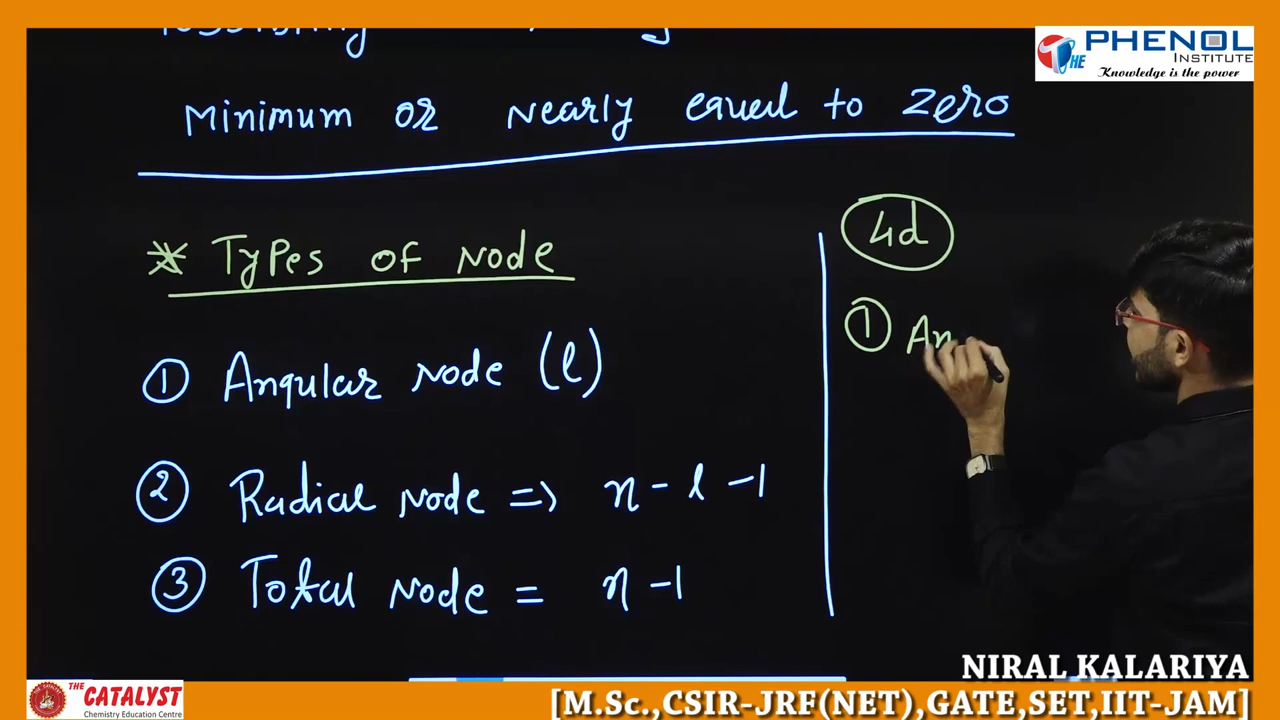 PHENOL
INSTITUTE
THE
Knowledge is the power
Minimum or Nearly equal to zero
* Types of Node
4d
① Angular Node (l)
① An
② Radial Node => n - l - 1
③ Total Node = n - 1
NIRAL KALARIYA
THE CATALYST
Chemistry Education Centre
[M.Sc.,CSIR-JRF(NET),GATE,SET,IIT-JAM]